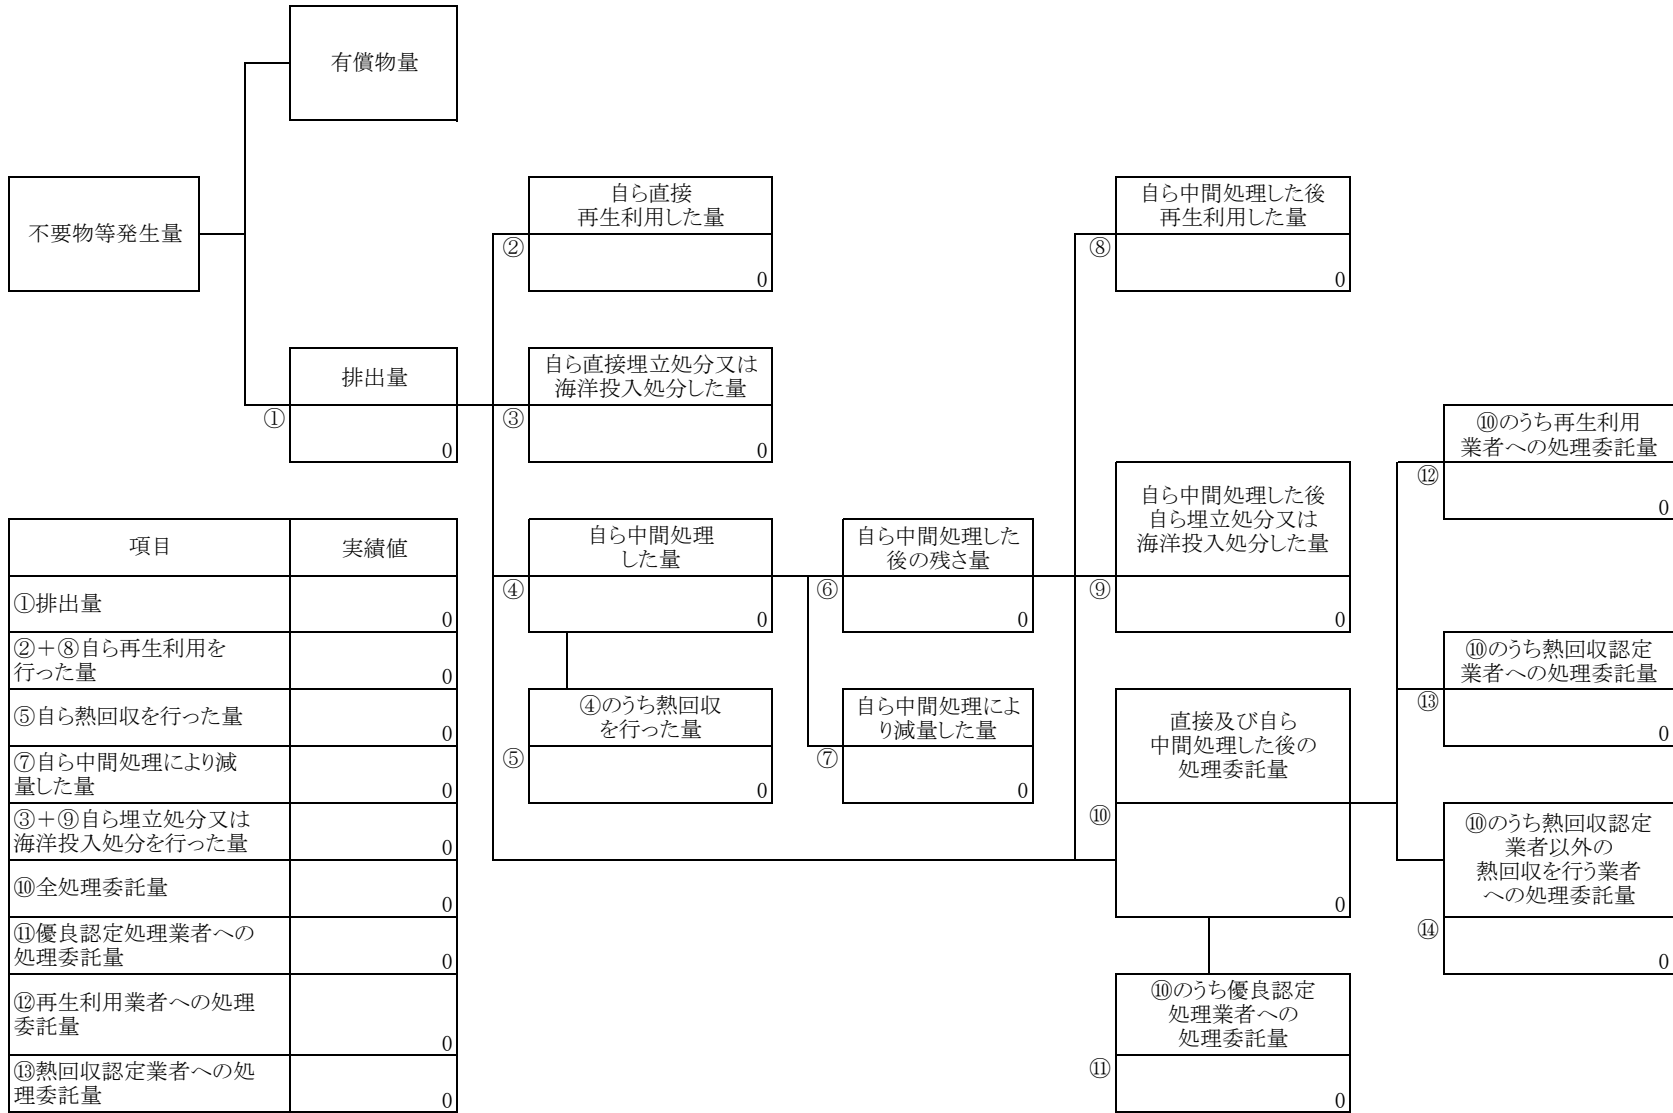 有償物量
不要物等発生量
自ら直接
再生利用した量
②
0
自ら中間処理した後
再生利用した量
⑧
0
排出量
①
0
自ら直接埋立処分又は
海洋投入処分した量
③
0
⑩のうち再生利用
業者への処理委託量
⑫
0
自ら中間処理した後
自ら埋立処分又は
海洋投入処分した量
⑨
0
自ら中間処理
した量
④
0
自ら中間処理した
後の残さ量
⑥
0
⑩のうち熱回収認定
業者への処理委託量
⑬
0
④のうち熱回収
を行った量
⑤
0
自ら中間処理によ
り減量した量
⑦
0
直接及び自ら
中間処理した後の
処理委託量
⑩
0
⑩のうち熱回収認定
業者以外の
熱回収を行う業者
への処理委託量
⑭
0
⑩のうち優良認定
処理業者への
処理委託量
⑪
0
項目 実績値
①排出量
0
②+⑧自ら再生利用を
行った量
0
⑤自ら熱回収を行った量
0
⑦自ら中間処理により減
量した量
0
③+⑨自ら埋立処分又は
海洋投入処分を行った量
0
⑩全処理委託量
0
⑪優良認定処理業者への
処理委託量
0
⑫再生利用業者への処理
委託量
0
⑬熱回収認定業者への処
理委託量
0